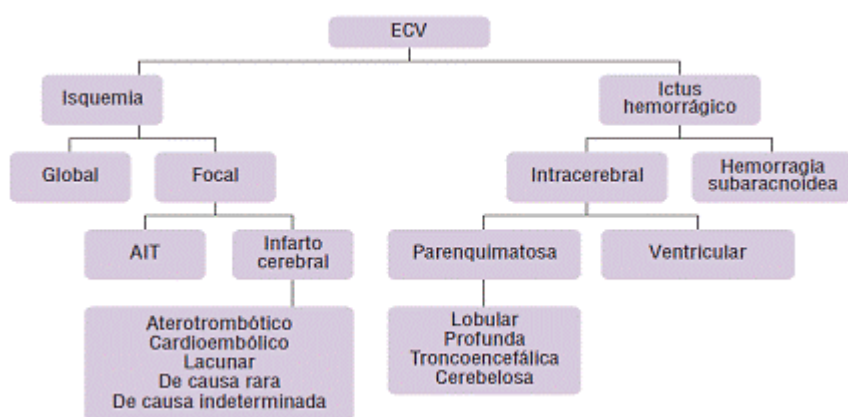 ECV
Isquemia
Ictus
hemorrágico
Global
Focal
Intracerebral
Hemorragia
subaracnoidea
AIT
Infarto
cerebral
Parenquimatosa
Ventricular
Aterotrombótico
Cardioembólico
Lacunar
De causa rara
De causa indeterminada
Lobular
Profunda
Troncoencefálica
Cerebelosa